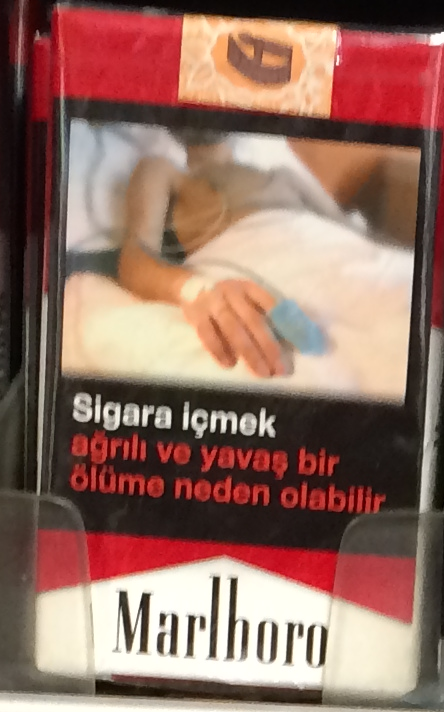 Sigara içmek
ağrılı ve yavaş bir
ölüme neden olabilir
Marlboro